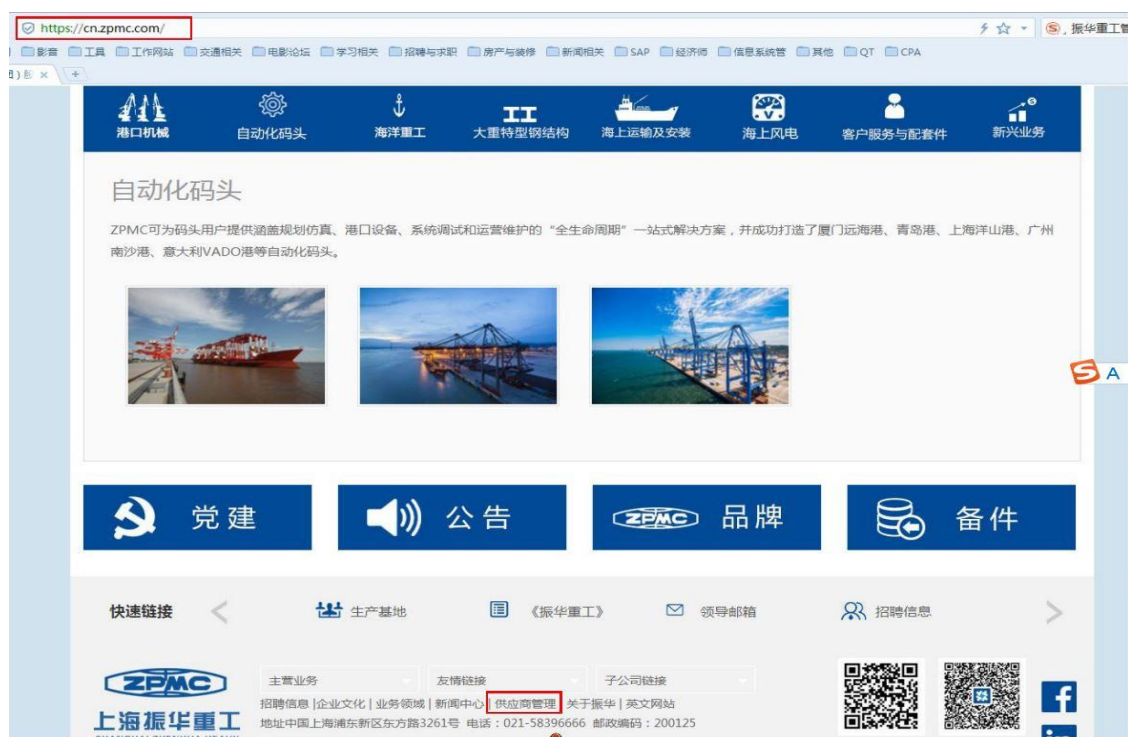 https://cn.zpmc.com/
振华重工管
影音 工具 工作网站 交通相关 电影论坛 学习相关 招聘与求职 房产与装修 新闻相关 SAP 经济师 信息系统管 其他 QT CPA
港口机械 自动化码头 海洋重工 大重特型钢结构 海上运输及安装 海上风电 客户服务与配套件 新兴业务
自动化码头
ZPMC可为码头用户提供涵盖规划仿真、港口设备、系统调试和运营维护的“全生命周期”一站式解决方案，并成功打造了厦门远海港、青岛港、上海洋山港、广州
南沙港、意大利VADO港等自动化码头。
A
党建 公告 ZPMC 品牌 备件
快速链接 生产基地 《振华重工》 领导邮箱 招聘信息
ZPMC
主营业务 友情链接 子公司链接
招聘信息 |企业文化 | 业务领域 | 新闻中心 | 供应商管理 | 关于振华 | 英文网站
上海振华重工
地址中国上海浦东新区东方路3261号 电话：021-58396666 邮政编码：200125